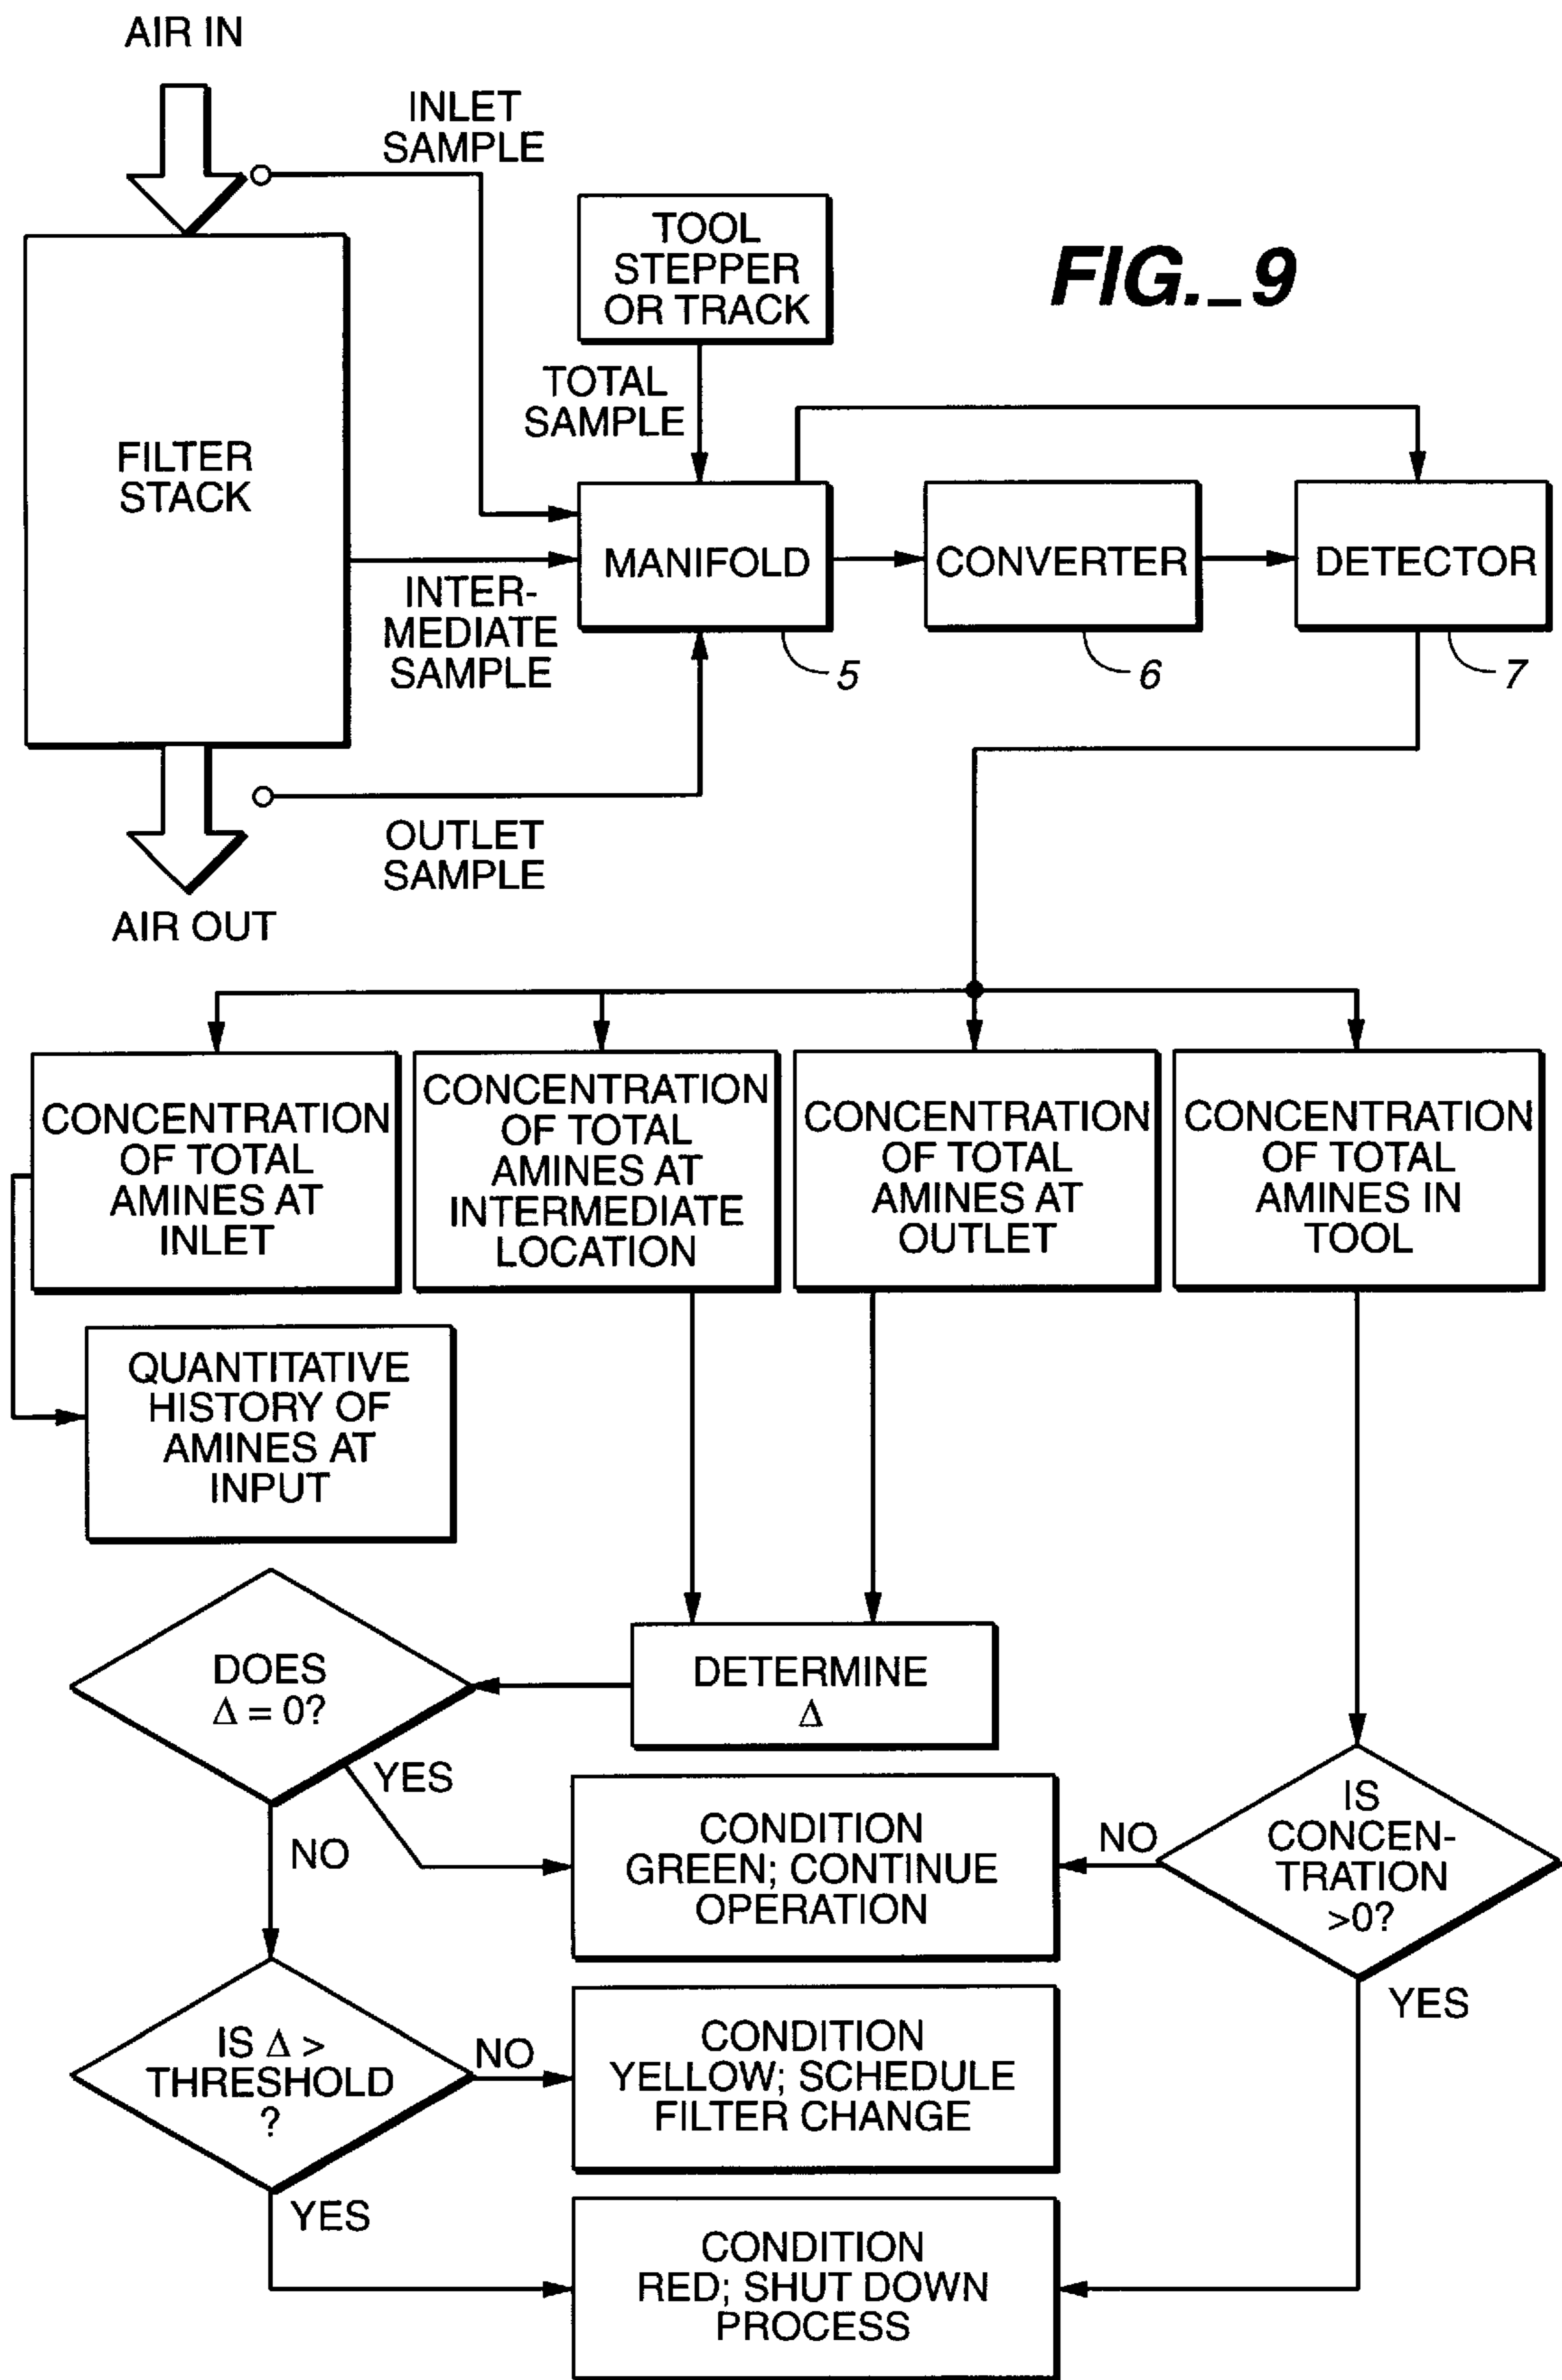 AIR IN
INLET
SAMPLE
TOOL
STEPPER
OR TRACK
FIG._9
TOTAL
SAMPLE
FILTER
STACK
MANIFOLD
CONVERTER
DETECTOR
INTER-
MEDIATE
SAMPLE
5
6
7
OUTLET
SAMPLE
AIR OUT
CONCENTRATION
OF TOTAL
AMINES AT
INLET
CONCENTRATION
OF TOTAL
AMINES AT
INTERMEDIATE
LOCATION
CONCENTRATION
OF TOTAL
AMINES AT
OUTLET
CONCENTRATION
OF TOTAL
AMINES IN
TOOL
QUANTITATIVE
HISTORY OF
AMINES AT
INPUT
DOES
Δ = 0?
DETERMINE
Δ
YES
NO
CONDITION
GREEN; CONTINUE
OPERATION
NO
IS
CONCEN-
TRATION
>0?
YES
IS Δ >
THRESHOLD
?
NO
CONDITION
YELLOW; SCHEDULE
FILTER CHANGE
YES
CONDITION
RED; SHUT DOWN
PROCESS